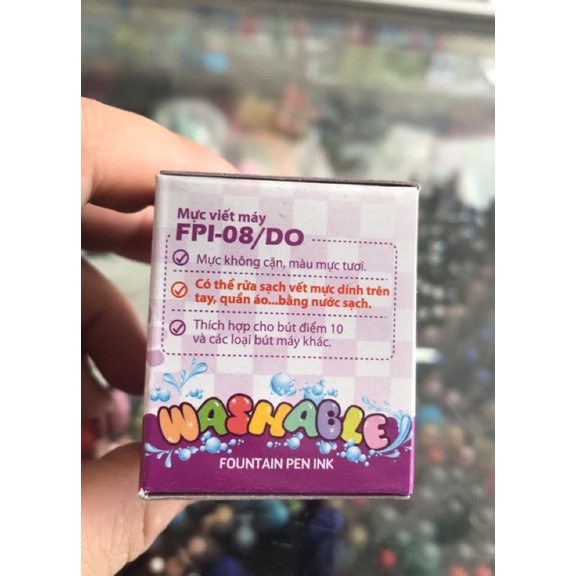 Mực viết máy
FPI-08/DO
Mực không cặn, màu mực tươi.
Có thể rửa sạch vết mực dính trên
tay, quần áo...bằng nước sạch.
Thích hợp cho bút điểm 10
và các loại bút máy khác.
WASHABLE
FOUNTAIN PEN INK